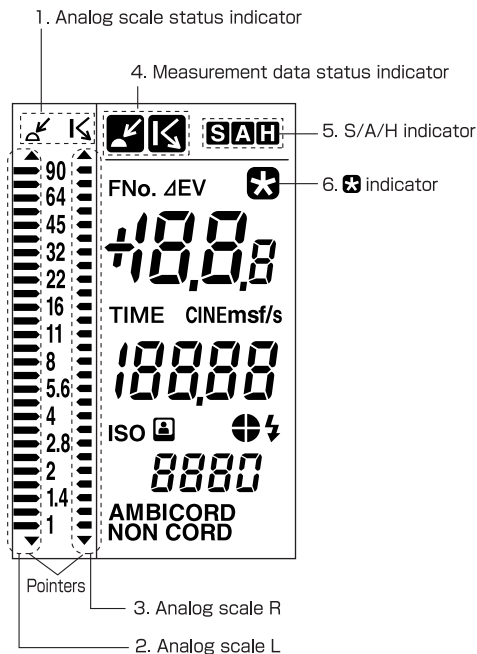 1. Analog scale status indicator
4. Measurement data status indicator
SAH
5. S/A/H indicator
FNo. ⊿EV
6. indicator
90
64
45
32
22
16
11
8
5.6
4
2.8
2
1.4
1
+18.8.8
TIME CINEmsf/s
188,88
ISO
8880
AMBICORD
NON CORD
Pointers
3. Analog scale R
2. Analog scale L